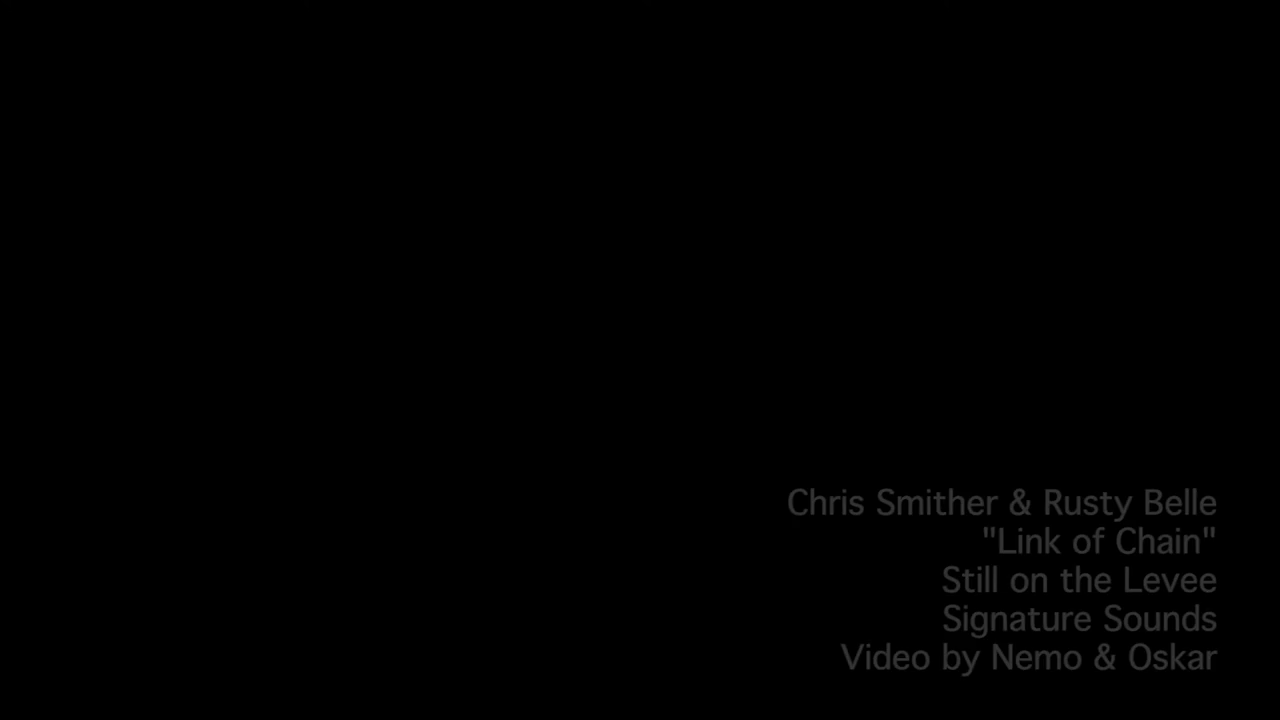 Chris Smither & Rusty Belle
"Link of Chain"
Still on the Levee
Signature Sounds
Video by Nemo & Oskar